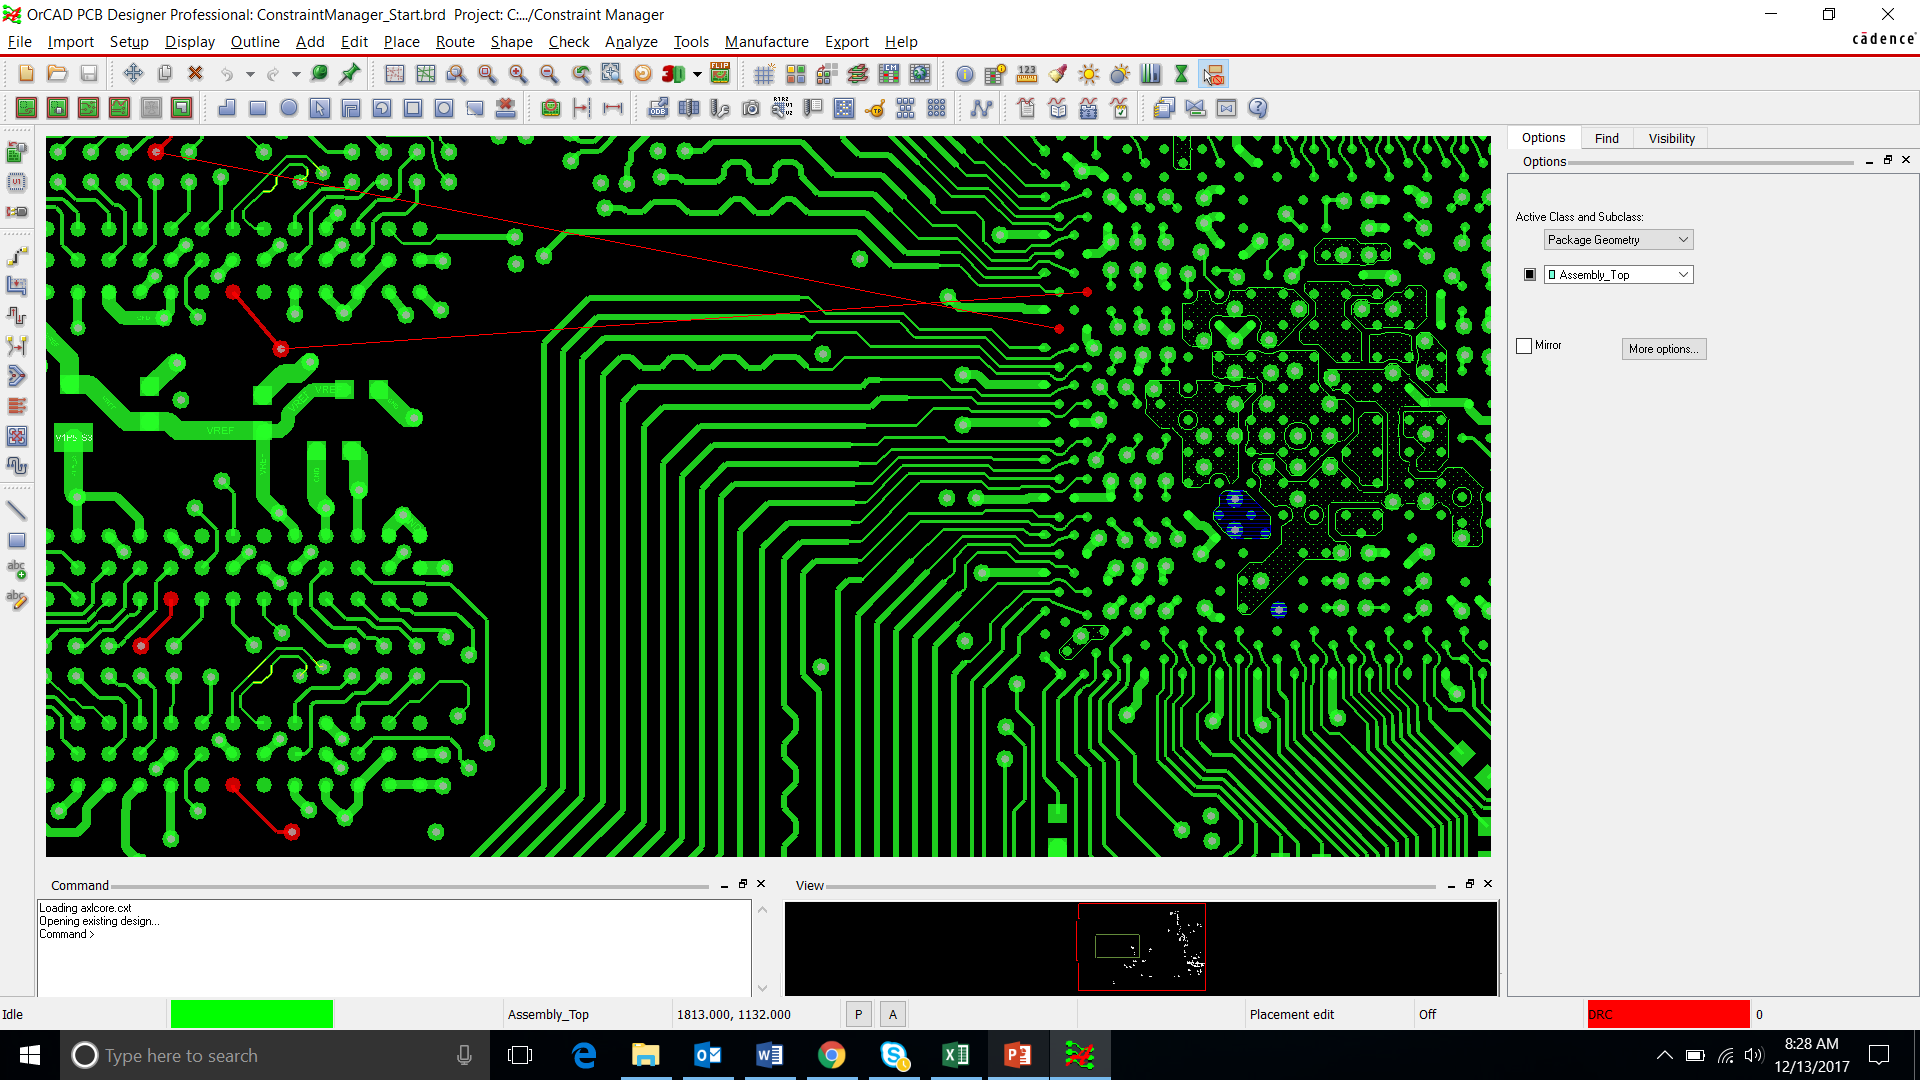 OrCAD PCB Designer Professional: ConstraintManager_Start.brd  Project: C:.../Constraint Manager
File Import Setup Display Outline Add Edit Place Route Shape Check Analyze Tools Manufacture Export Help
cādence
Options Find Visibility
Options
Active Class and Subclass:
Package Geometry
Assembly_Top
Mirror
More options...
VREF
VREF
V1P5_S3
Command
Loading axlcore.cxt
Opening existing design...
Command >
View
Idle
Assembly_Top
1813.000, 1132.000
P
A
Placement edit
Off
DRC
0
Type here to search
8:28 AM
12/13/2017